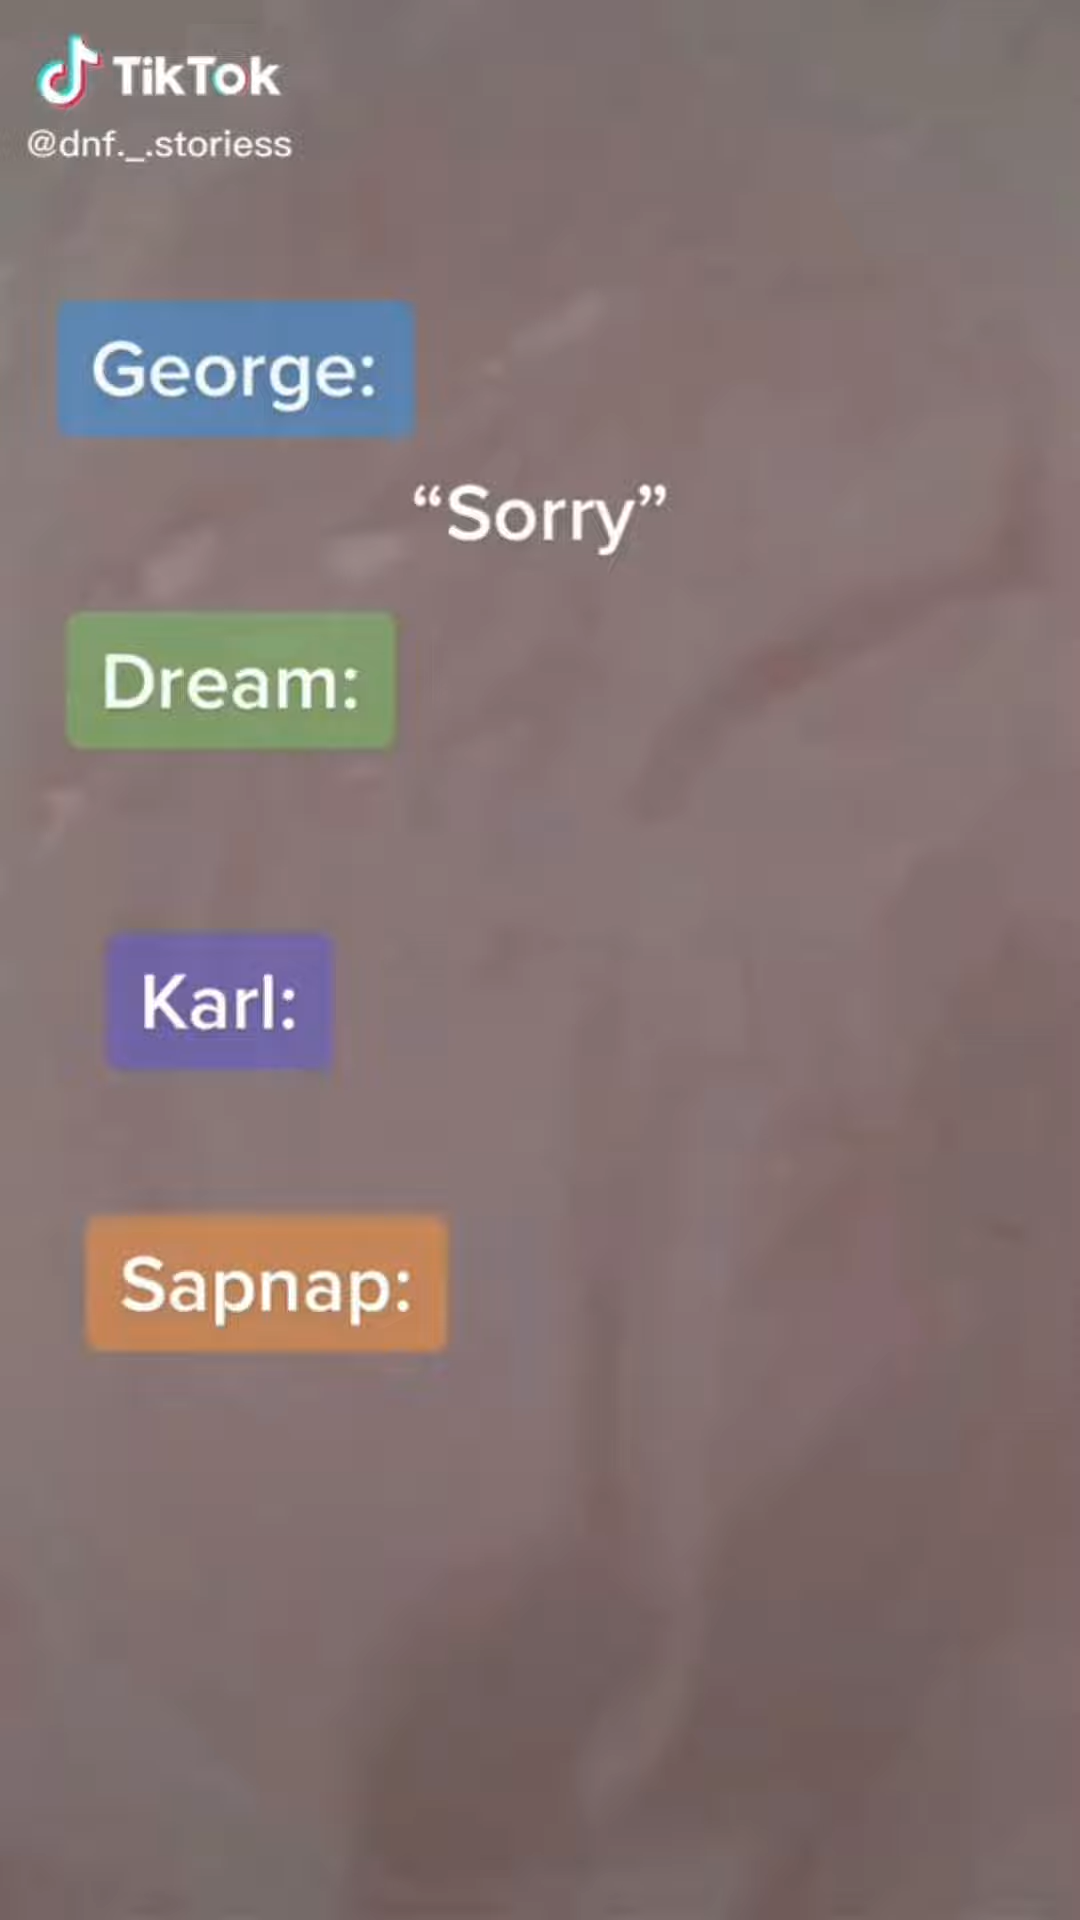 TikTok
@dnf._.storiess
George:
“Sorry”
Dream:
Karl:
Sapnap: